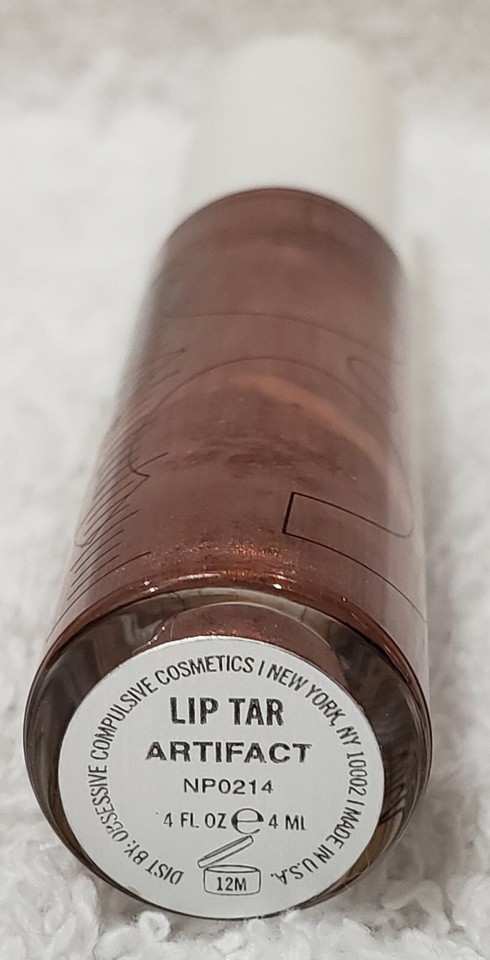 DIST BY: OBSESSIVE COMPULSIVE COSMETICS | NEW YORK, NY 10002 | MADE IN U.S.A.
LIP TAR
ARTIFACT
NP0214
4 FL OZ ℮ 4 ML
12M